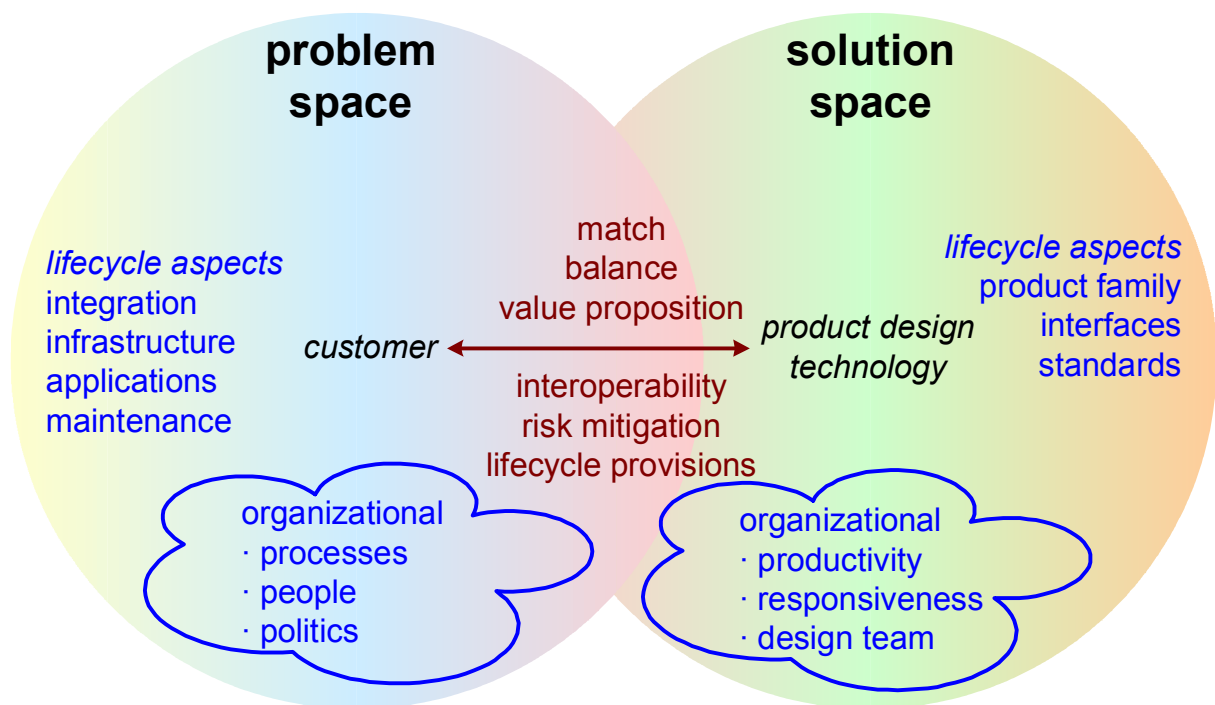 problem
space
solution
space
lifecycle aspects
integration
infrastructure
applications
maintenance
customer
match
balance
value proposition
interoperability
risk mitigation
lifecycle provisions
product design
technology
lifecycle aspects
product family
interfaces
standards
organizational
· processes
· people
· politics
organizational
· productivity
· responsiveness
· design team